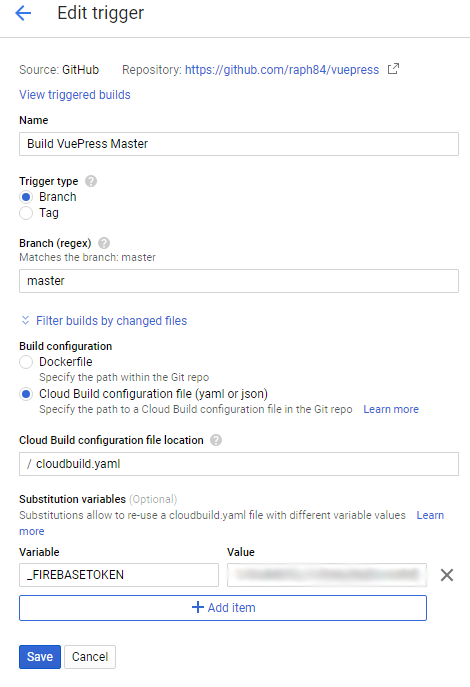 Edit trigger
Source: GitHub Repository: https://github.com/raph84/vuepress
View triggered builds
Name
Build VuePress Master
Trigger type
Branch
Tag
Branch (regex)
Matches the branch: master
master
Filter builds by changed files
Build configuration
Dockerfile
Specify the path within the Git repo
Cloud Build configuration file (yaml or json)
Specify the path to a Cloud Build configuration file in the Git repo Learn more
Cloud Build configuration file location
/ cloudbuild.yaml
Substitution variables (Optional)
Substitutions allow to re-use a cloudbuild.yaml file with different variable values Learn
more
Variable Value
_FIREBASETOKEN
Add item
Save Cancel